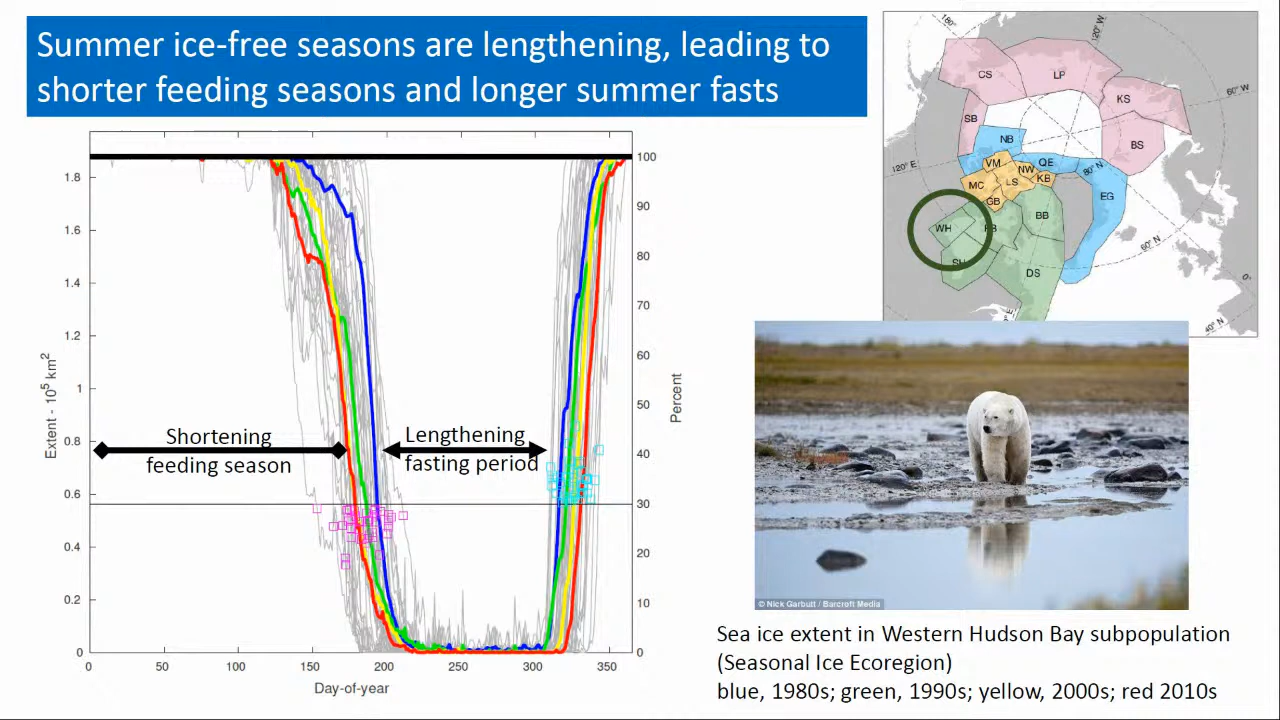 Summer ice-free seasons are lengthening, leading to
shorter feeding seasons and longer summer fasts
180°
120° W
60° W
120° E
80° N
60° N
40° N
0°
CS
LP
KS
SB
BS
NB
VM
QE
NW
KB
MC
LS
GB
EG
WH
BB
SH
DS
1.8
1.6
1.4
1.2
1
0.8
0.6
0.4
0.2
0
Extent - 10⁵ km²
100
90
80
70
60
50
40
30
20
10
0
Percent
Shortening
feeding season
Lengthening
fasting period
0
50
100
150
200
250
300
350
Day-of-year
© Nick Garbutt / Barcroft Media
Sea ice extent in Western Hudson Bay subpopulation
(Seasonal Ice Ecoregion)
blue, 1980s; green, 1990s; yellow, 2000s; red 2010s